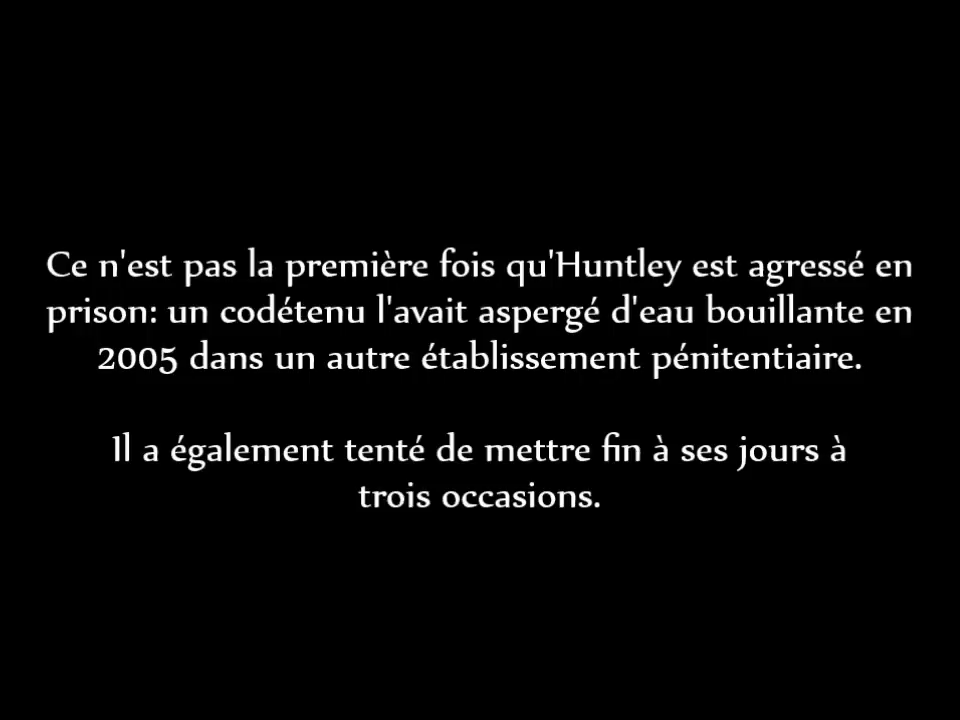 Ce n'est pas la première fois qu'Huntley est agressé en
prison: un codétenu l'avait aspergé d'eau bouillante en
2005 dans un autre établissement pénitentiaire.
Il a également tenté de mettre fin à ses jours à
trois occasions.